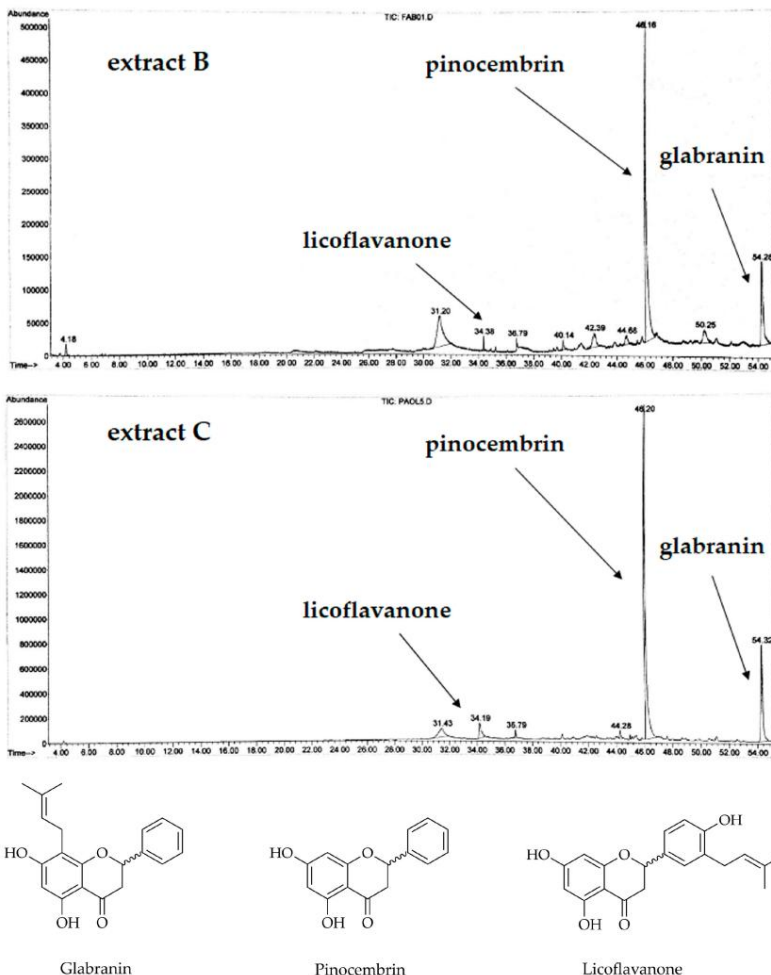 Abundance
TIC: FAB01.D
500000
450000
400000
350000
300000
250000
200000
150000
100000
50000
0
extract B
pinocembrin
glabranin
licoflavanone
46.16
54.28
31.20
4.18
34.38
36.79
40.14
42.39
44.66
50.25
Time-->
4.00 6.00 8.00 10.00 12.00 14.00 16.00 18.00 20.00 22.00 24.00 26.00 28.00 30.00 32.00 34.00 36.00 38.00 40.00 42.00 44.00 46.00 48.00 50.00 52.00 54.00
Abundance
TIC: PAOL5.D
2600000
2400000
2200000
2000000
1800000
1600000
1400000
1200000
1000000
800000
600000
400000
200000
0
extract C
pinocembrin
glabranin
licoflavanone
46.20
54.32
31.43
34.19
36.79
44.28
Time-->
4.00 6.00 8.00 10.00 12.00 14.00 16.00 18.00 20.00 22.00 24.00 26.00 28.00 30.00 32.00 34.00 36.00 38.00 40.00 42.00 44.00 46.00 48.00 50.00 52.00 54.00
HO
O
OH
O
HO
O
OH
O
OH
HO
O
OH
O
Glabranin
Pinocembrin
Licoflavanone